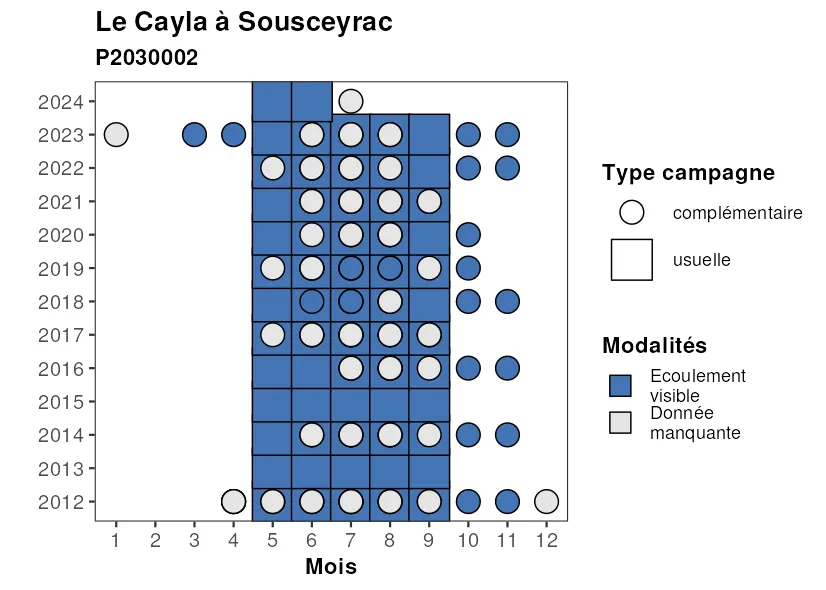 Le Cayla à Sousceyrac
P2030002
2024
2023
2022
2021
2020
2019
2018
2017
2016
2015
2014
2013
2012
1 2 3 4 5 6 7 8 9 10 11 12
Mois
Type campagne
complémentaire
usuelle
Modalités
Ecoulement
visible
Donnée
manquante